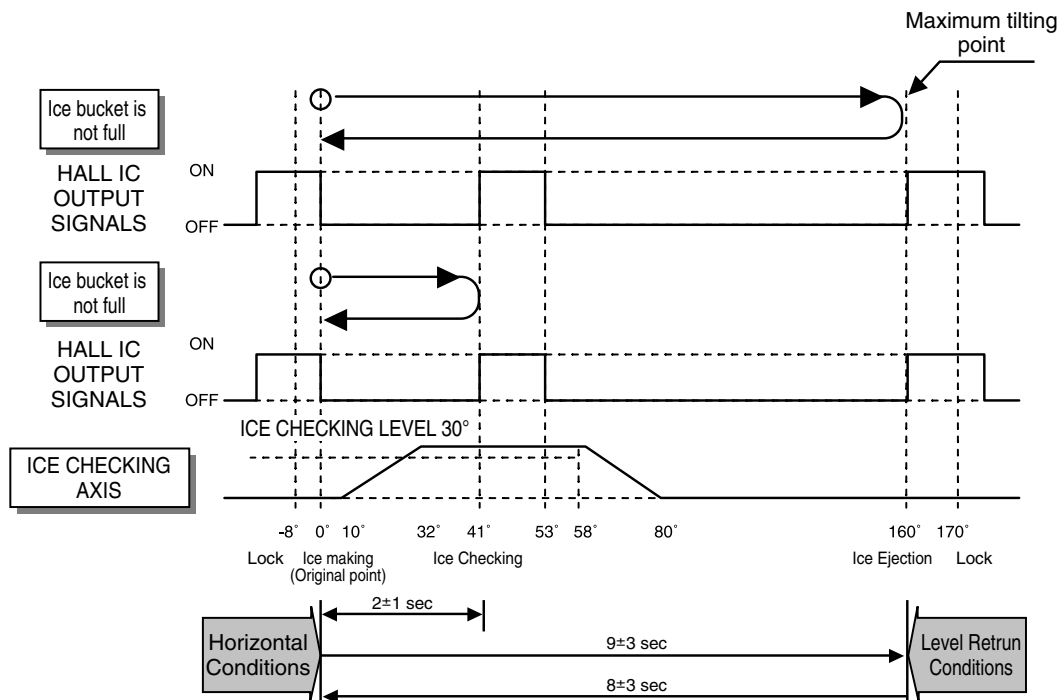 Maximum tilting
point
Ice bucket is
not full
HALL IC
OUTPUT
SIGNALS
ON
OFF
Ice bucket is
not full
HALL IC
OUTPUT
SIGNALS
ON
OFF
ICE CHECKING LEVEL 30°
ICE CHECKING
AXIS
-8° 0° 10° 32° 41° 53° 58° 80° 160° 170°
Lock Ice making Ice Checking Ice Ejection Lock
(Original point)
2±1 sec
Horizontal
Conditions
9±3 sec
Level Retrun
Conditions
8±3 sec